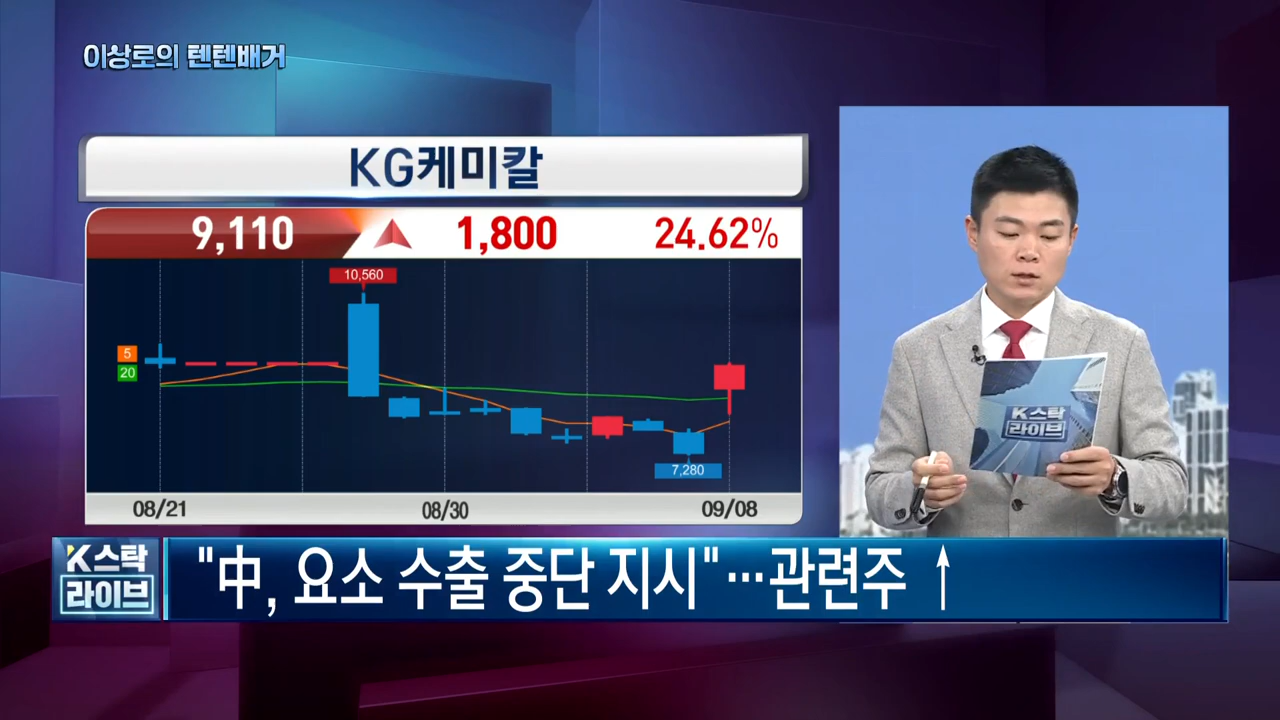 이상로의 텐텐배거
KG케미칼
9,110 1,800 24.62%
10,560
5
20
7,280
08/21 08/30 09/08
K스탁
라이브
K스탁
라이브
"中, 요소 수출 중단 지시"…관련주 ↑